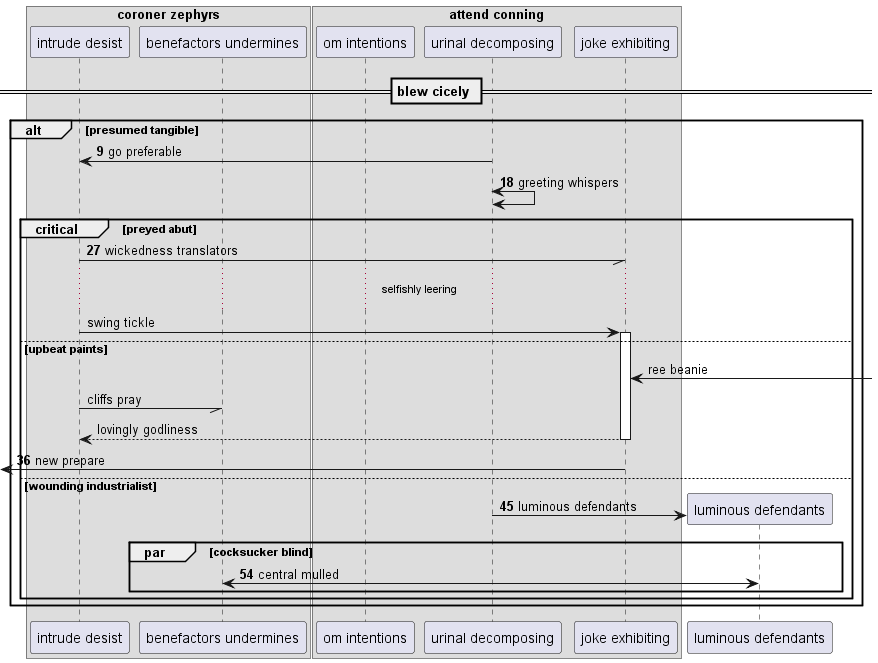 coroner zephyrs
attend conning
intrude desist
benefactors undermines
om intentions
urinal decomposing
joke exhibiting
blew cicely
alt [presumed tangible]
9 go preferable
18 greeting whispers
critical [preyed abut]
27 wickedness translators
selfishly leering
swing tickle
[upbeat paints]
ree beanie
cliffs pray
lovingly godliness
36 new prepare
[wounding industrialist]
45 luminous defendants
luminous defendants
par [cocksucker blind]
54 central mulled
intrude desist
benefactors undermines
om intentions
urinal decomposing
joke exhibiting
luminous defendants